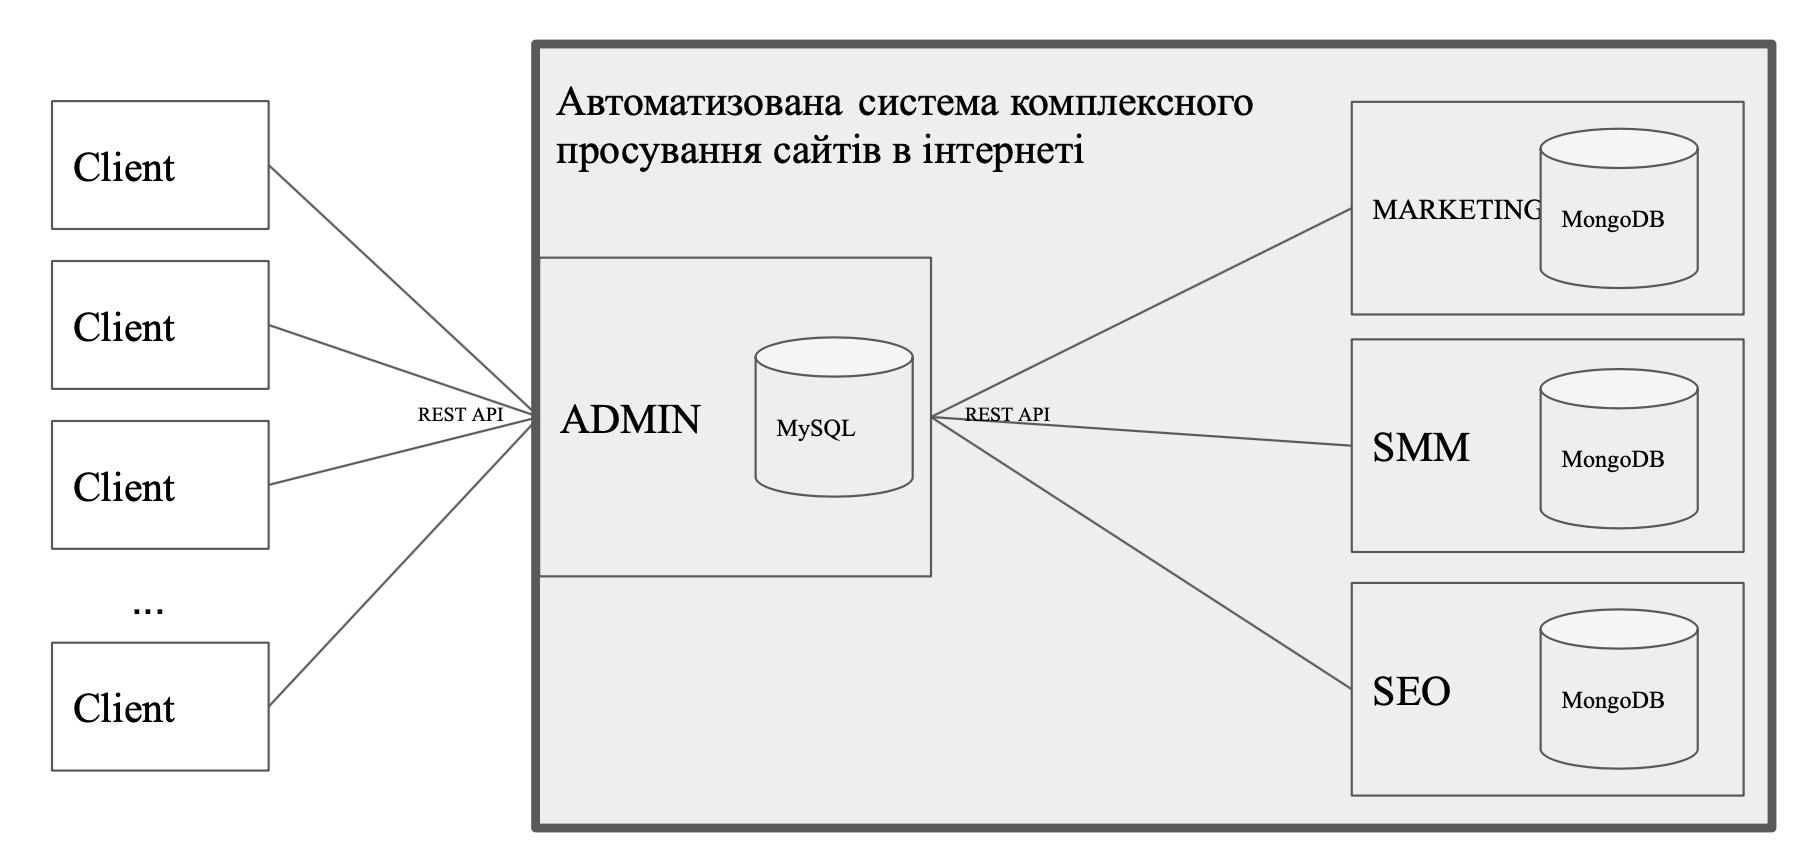 Автоматизована система комплексного
просування сайтів в інтернеті
Client
Client
Client
...
Client
REST API
ADMIN
MySQL
REST API
MARKETING
MongoDB
SMM
MongoDB
SEO
MongoDB